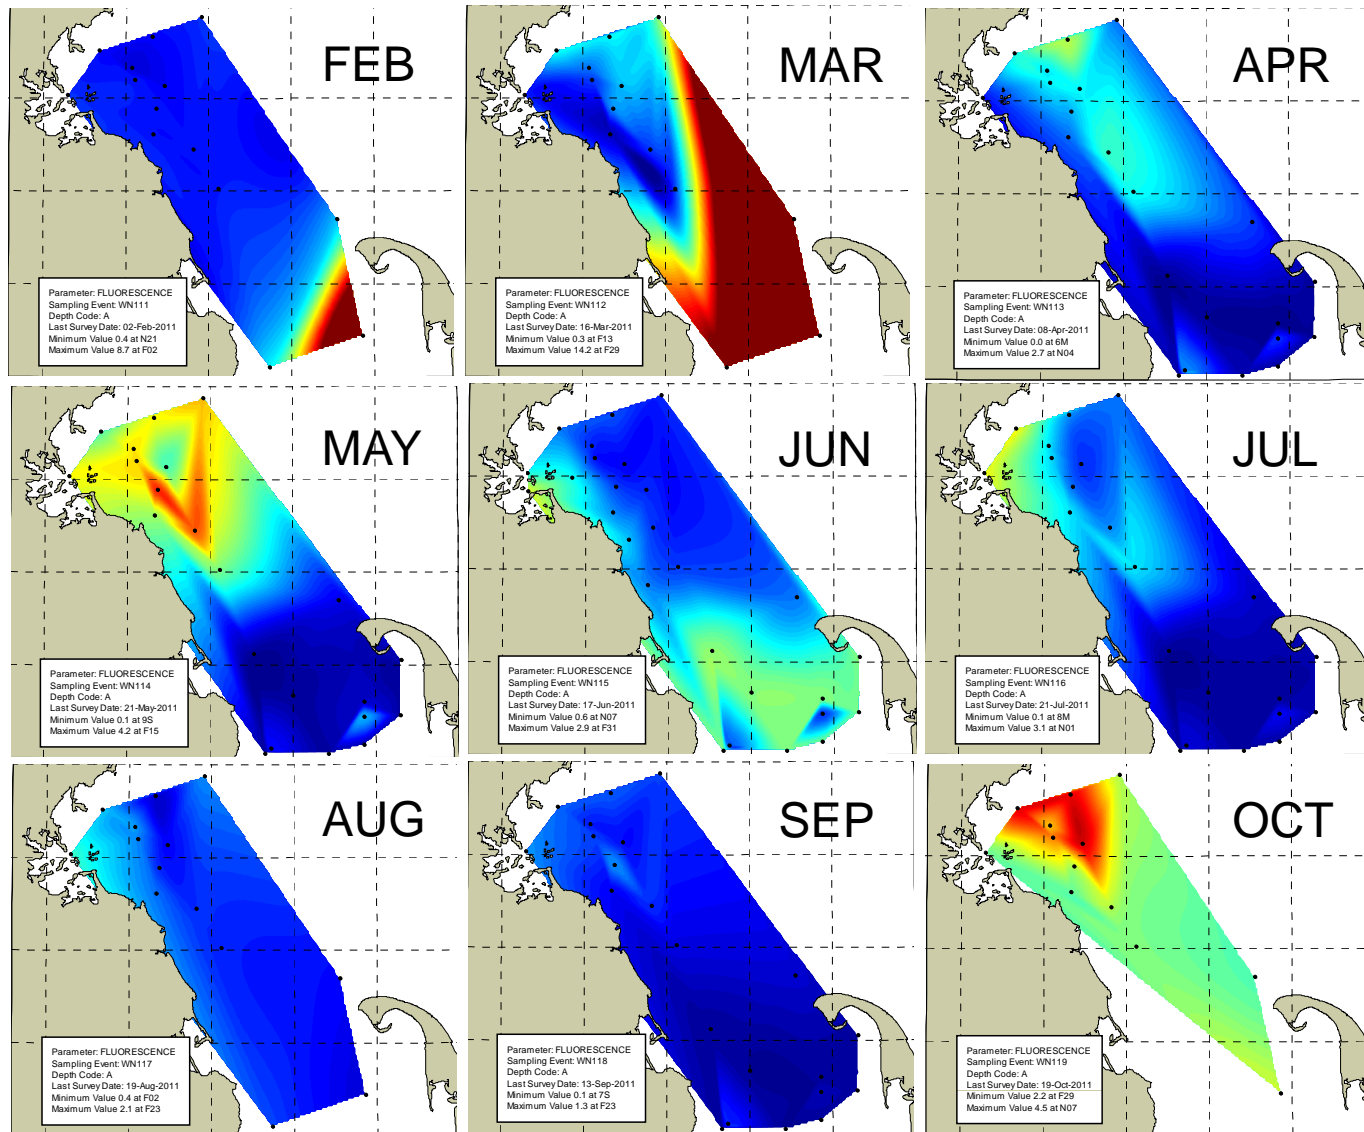 FEB
Parameter: FLUORESCENCE
Sampling Event: WN111
Depth Code: A
Last Survey Date: 02-Feb-2011
Minimum Value 0.4 at N21
Maximum Value 8.7 at F02
MAR
Parameter: FLUORESCENCE
Sampling Event: WN112
Depth Code: A
Last Survey Date: 16-Mar-2011
Minimum Value 0.3 at F13
Maximum Value 14.2 at F29
APR
Parameter: FLUORESCENCE
Sampling Event: WN113
Depth Code: A
Last Survey Date: 08-Apr-2011
Minimum Value 0.0 at 6M
Maximum Value 2.7 at N04
MAY
Parameter: FLUORESCENCE
Sampling Event: WN114
Depth Code: A
Last Survey Date: 21-May-2011
Minimum Value 0.1 at 9S
Maximum Value 4.2 at F15
JUN
Parameter: FLUORESCENCE
Sampling Event: WN115
Depth Code: A
Last Survey Date: 17-Jun-2011
Minimum Value 0.6 at N07
Maximum Value 2.9 at F31
JUL
Parameter: FLUORESCENCE
Sampling Event: WN116
Depth Code: A
Last Survey Date: 21-Jul-2011
Minimum Value 0.1 at 8M
Maximum Value 3.1 at N01
AUG
Parameter: FLUORESCENCE
Sampling Event: WN117
Depth Code: A
Last Survey Date: 19-Aug-2011
Minimum Value 0.4 at F02
Maximum Value 2.1 at F23
SEP
Parameter: FLUORESCENCE
Sampling Event: WN118
Depth Code: A
Last Survey Date: 13-Sep-2011
Minimum Value 0.1 at 7S
Maximum Value 1.3 at F23
OCT
Parameter: FLUORESCENCE
Sampling Event: WN119
Depth Code: A
Last Survey Date: 19-Oct-2011
Minimum Value 2.2 at F29
Maximum Value 4.5 at N07